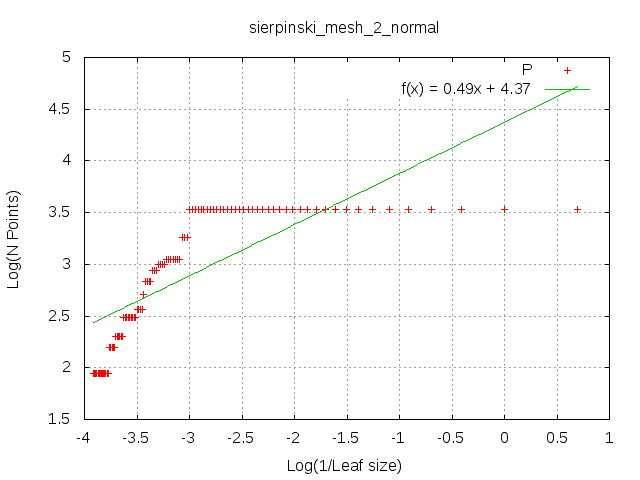 sierpinski_mesh_2_normal
5
4.5
4
3.5
3
2.5
2
1.5
Log(N Points)
P
f(x) = 0.49x + 4.37
-4 -3.5 -3 -2.5 -2 -1.5 -1 -0.5 0 0.5 1
Log(1/Leaf size)